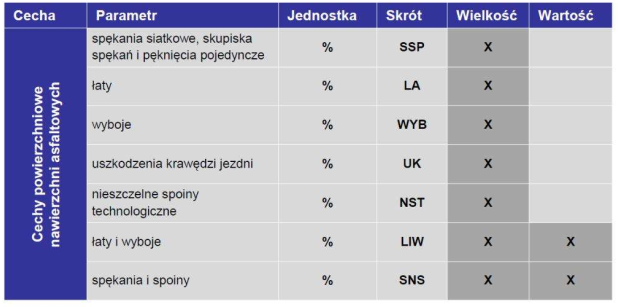 Cecha Parametr Jednostka Skrót Wielkość Wartość
Cechy powierzchniowe
nawierzchni asfaltowych
spękania siatkowe, skupiska
spękań i pęknięcia pojedyncze % SSP X
łaty % LA X
wyboje % WYB X
uszkodzenia krawędzi jezdni % UK X
nieszczelne spoiny
technologiczne % NST X
łaty i wyboje % LIW X X
spękania i spoiny % SNS X X